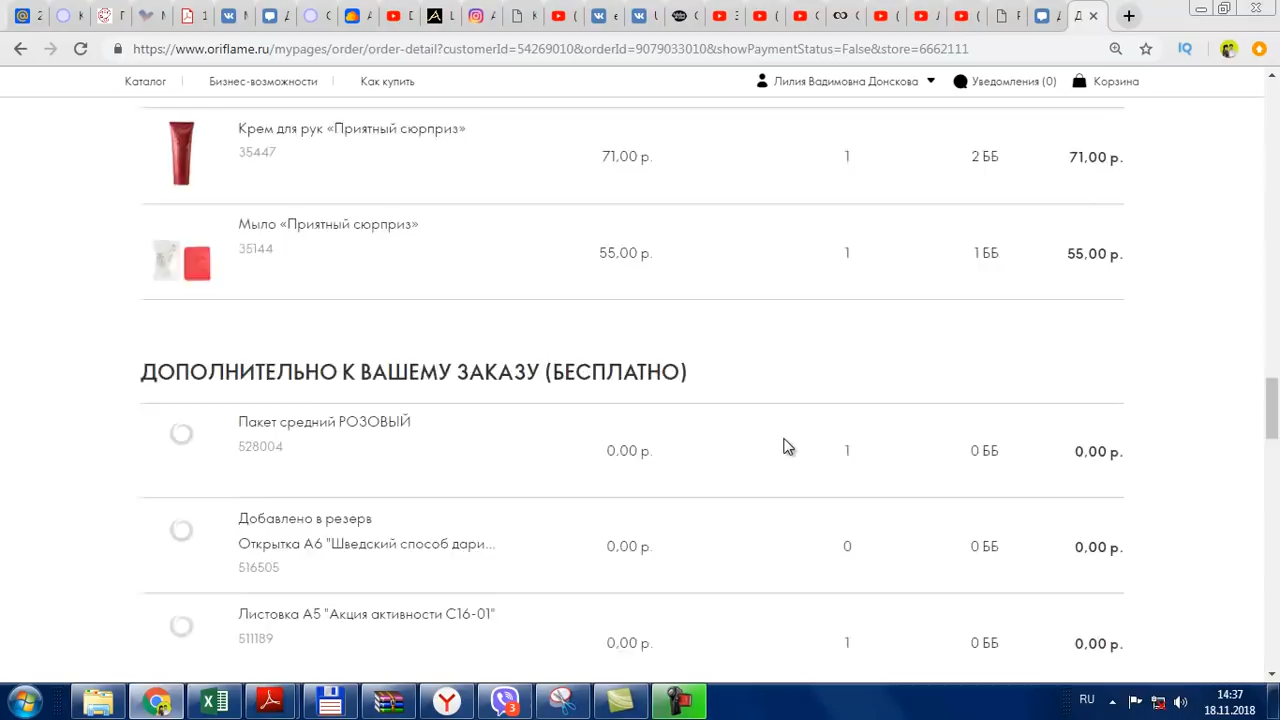 https://www.oriflame.ru/mypages/order/order-detail?customerId=54269010&orderId=9079033010&showPaymentStatus=False&store=6662111
Каталог Бизнес-возможности Как купить Лилия Вадимовна Донскова Уведомления (0) Корзина
Крем для рук «Приятный сюрприз»
35447
71,00 р. 1 2 ББ 71,00 р.
Мыло «Приятный сюрприз»
35144
55,00 р. 1 1 ББ 55,00 р.
ДОПОЛНИТЕЛЬНО К ВАШЕМУ ЗАКАЗУ (БЕСПЛАТНО)
Пакет средний РОЗОВЫЙ
528004
0,00 р. 1 0 ББ 0,00 р.
Добавлено в резерв
Открытка А6 "Шведский способ дари...
516505
0,00 р. 0 0 ББ 0,00 р.
Листовка А5 "Акция активности С16-01"
511189
0,00 р. 1 0 ББ 0,00 р.
RU
14:37
18.11.2018